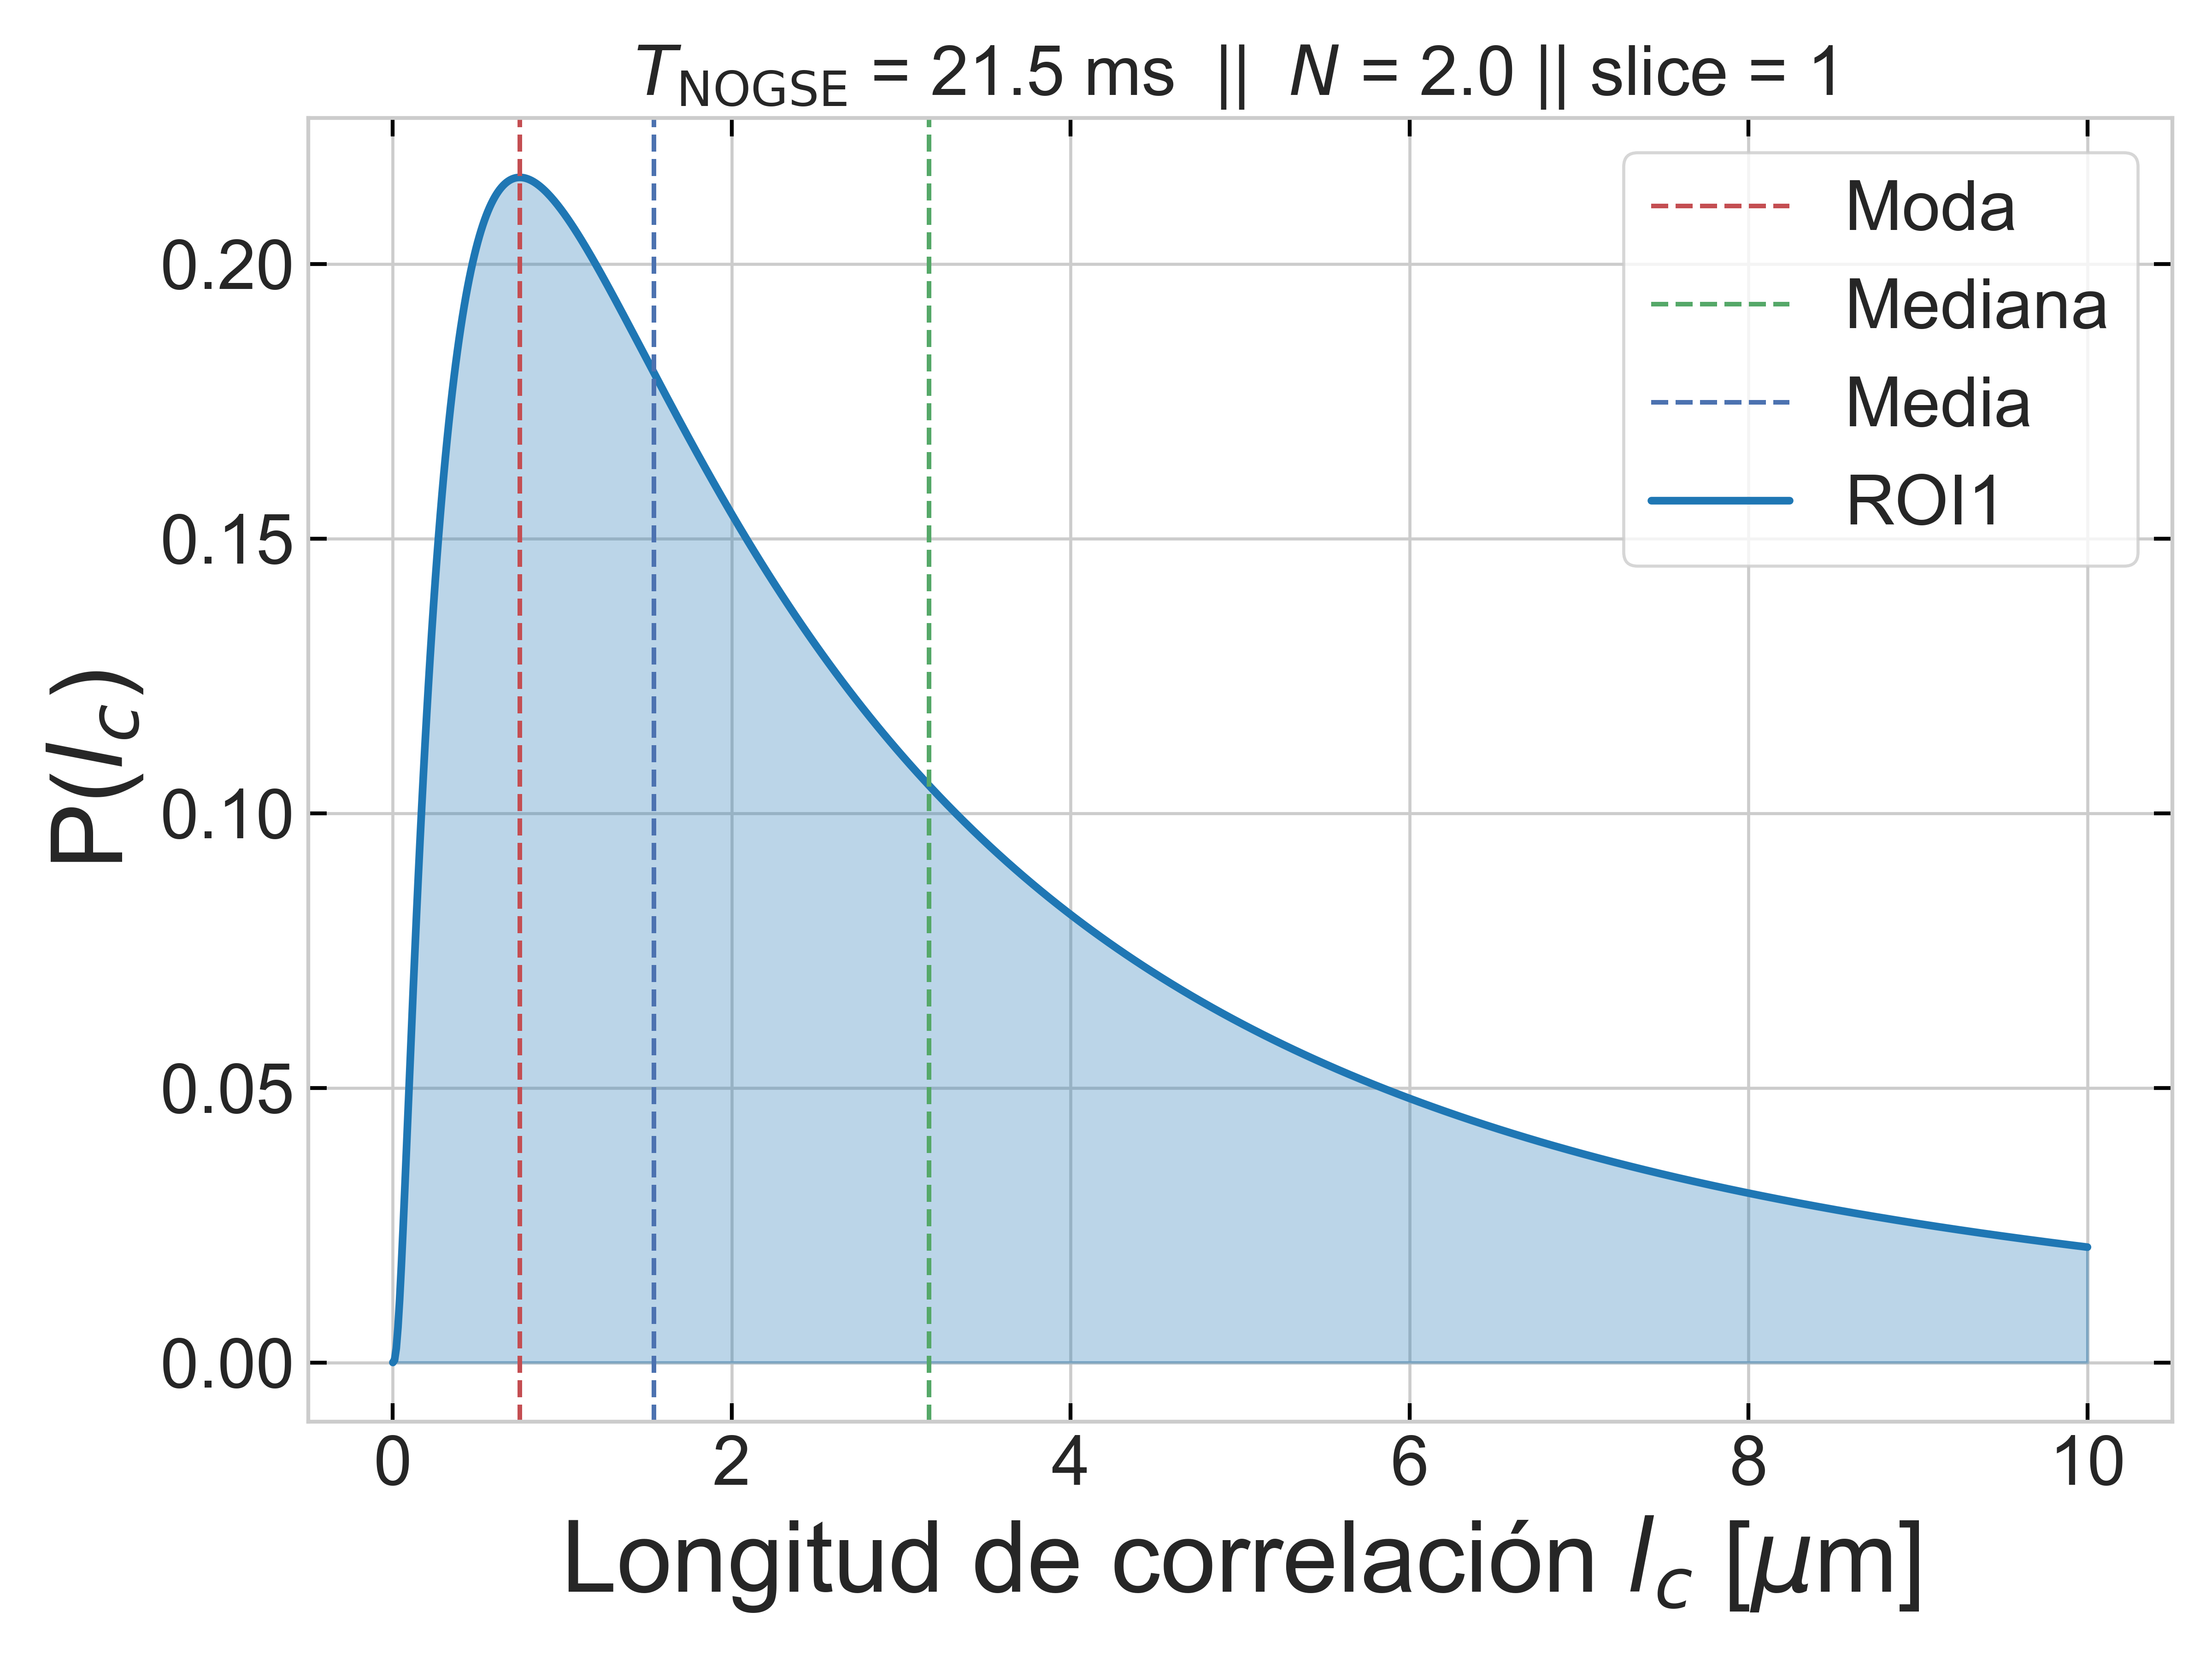 T_NOGSE = 21.5 ms || N = 2.0 || slice = 1
Moda
Mediana
Media
ROI1
P(l_c)
0.20
0.15
0.10
0.05
0.00
0 2 4 6 8 10
Longitud de correlación l_c [μm]